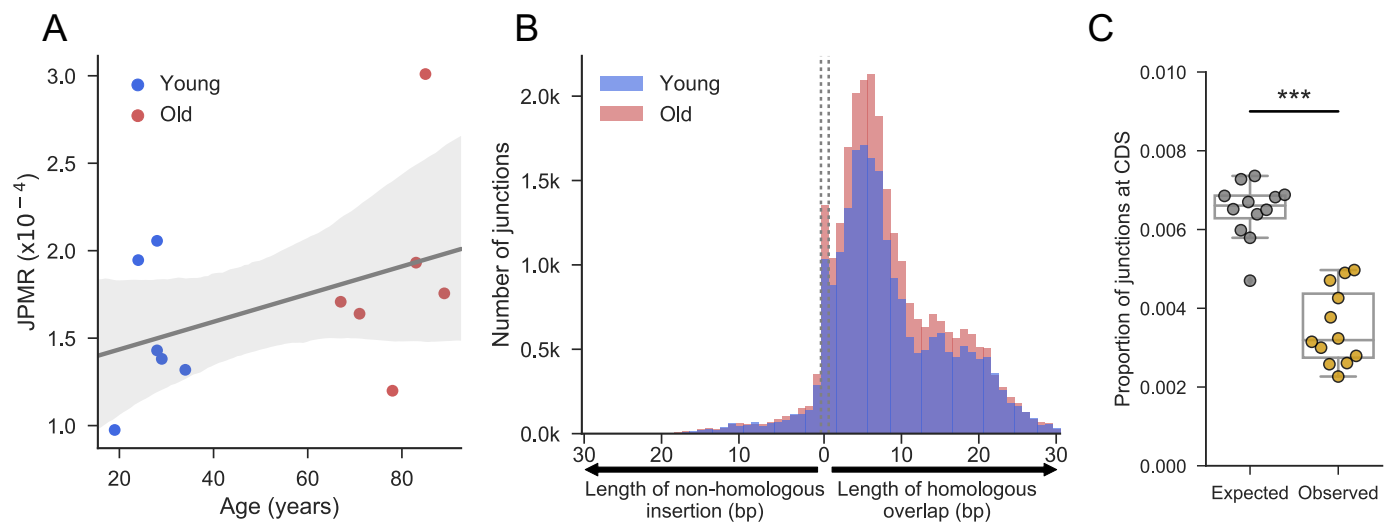 A
JPMR (x10⁻⁴)
3.0
2.5
2.0
1.5
1.0
Young
Old
20 40 60 80
Age (years)
B
Number of junctions
2.0k
1.5k
1.0k
0.5k
0.0k
Young
Old
30 20 10 0 10 20 30
Length of non-homologous
insertion (bp)
Length of homologous
overlap (bp)
C
Proportion of junctions at CDS
0.010
0.008
0.006
0.004
0.002
0.000
***
Expected Observed